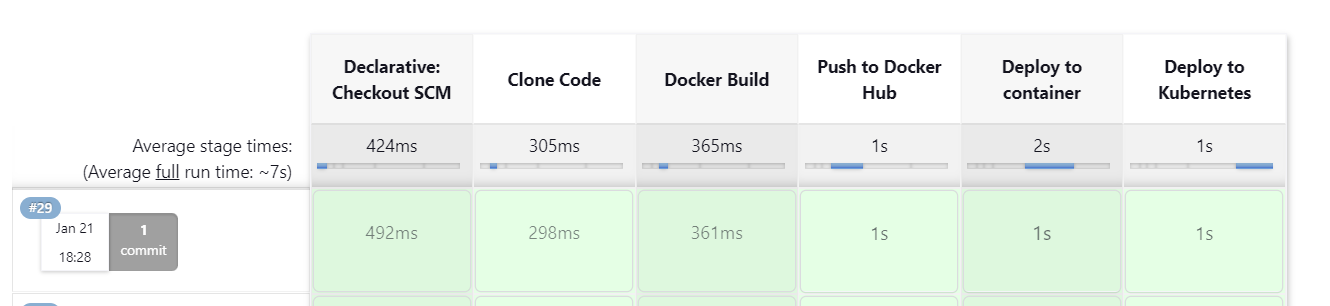 Declarative:
Checkout SCM
Clone Code
Docker Build
Push to Docker
Hub
Deploy to
container
Deploy to
Kubernetes
Average stage times:
(Average full run time: ~7s)
424ms
305ms
365ms
1s
2s
1s
#29
Jan 21
18:28
1
commit
492ms
298ms
361ms
1s
1s
1s